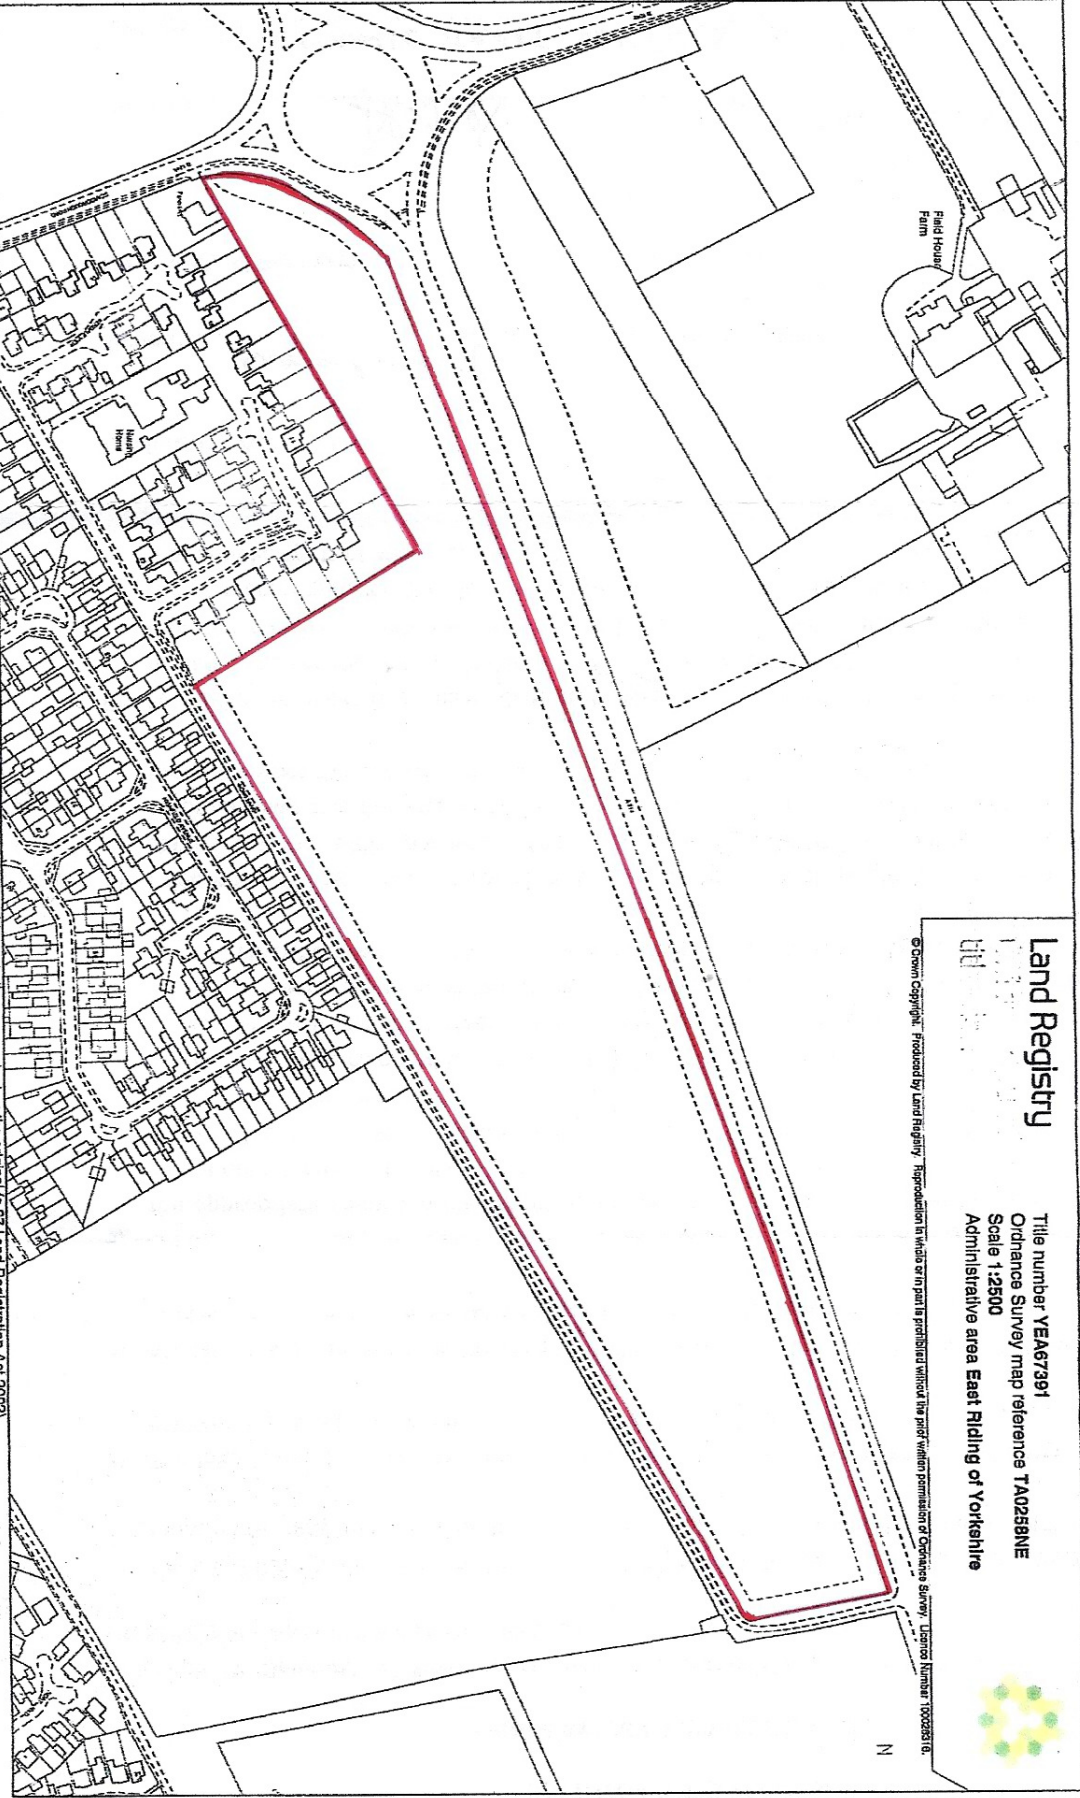 Land Registry
Title number YEA67391
Ordnance Survey map reference TA0258NE
Scale 1:2500
Administrative area East Riding of Yorkshire
© Crown Copyright. Produced by Land Registry. Reproduction in whole or in part is prohibited without the prior written permission of Ordnance Survey. Licence Number 100026316.
N
Field House
Farm
Home